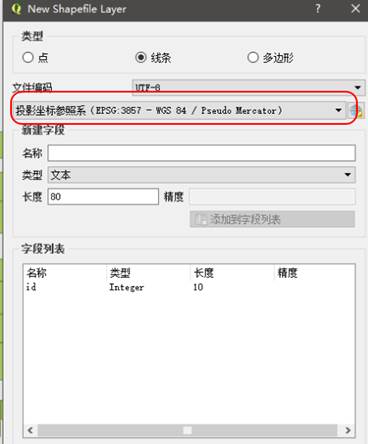 New Shapefile Layer
类型
点 线条 多边形
文件编码 UTF-8
投影坐标参照系 (EPSG:3857 - WGS 84 / Pseudo Mercator)
新建字段
名称
类型 文本
长度 80 精度
添加到字段列表
字段列表
名称 类型 长度 精度
id Integer 10